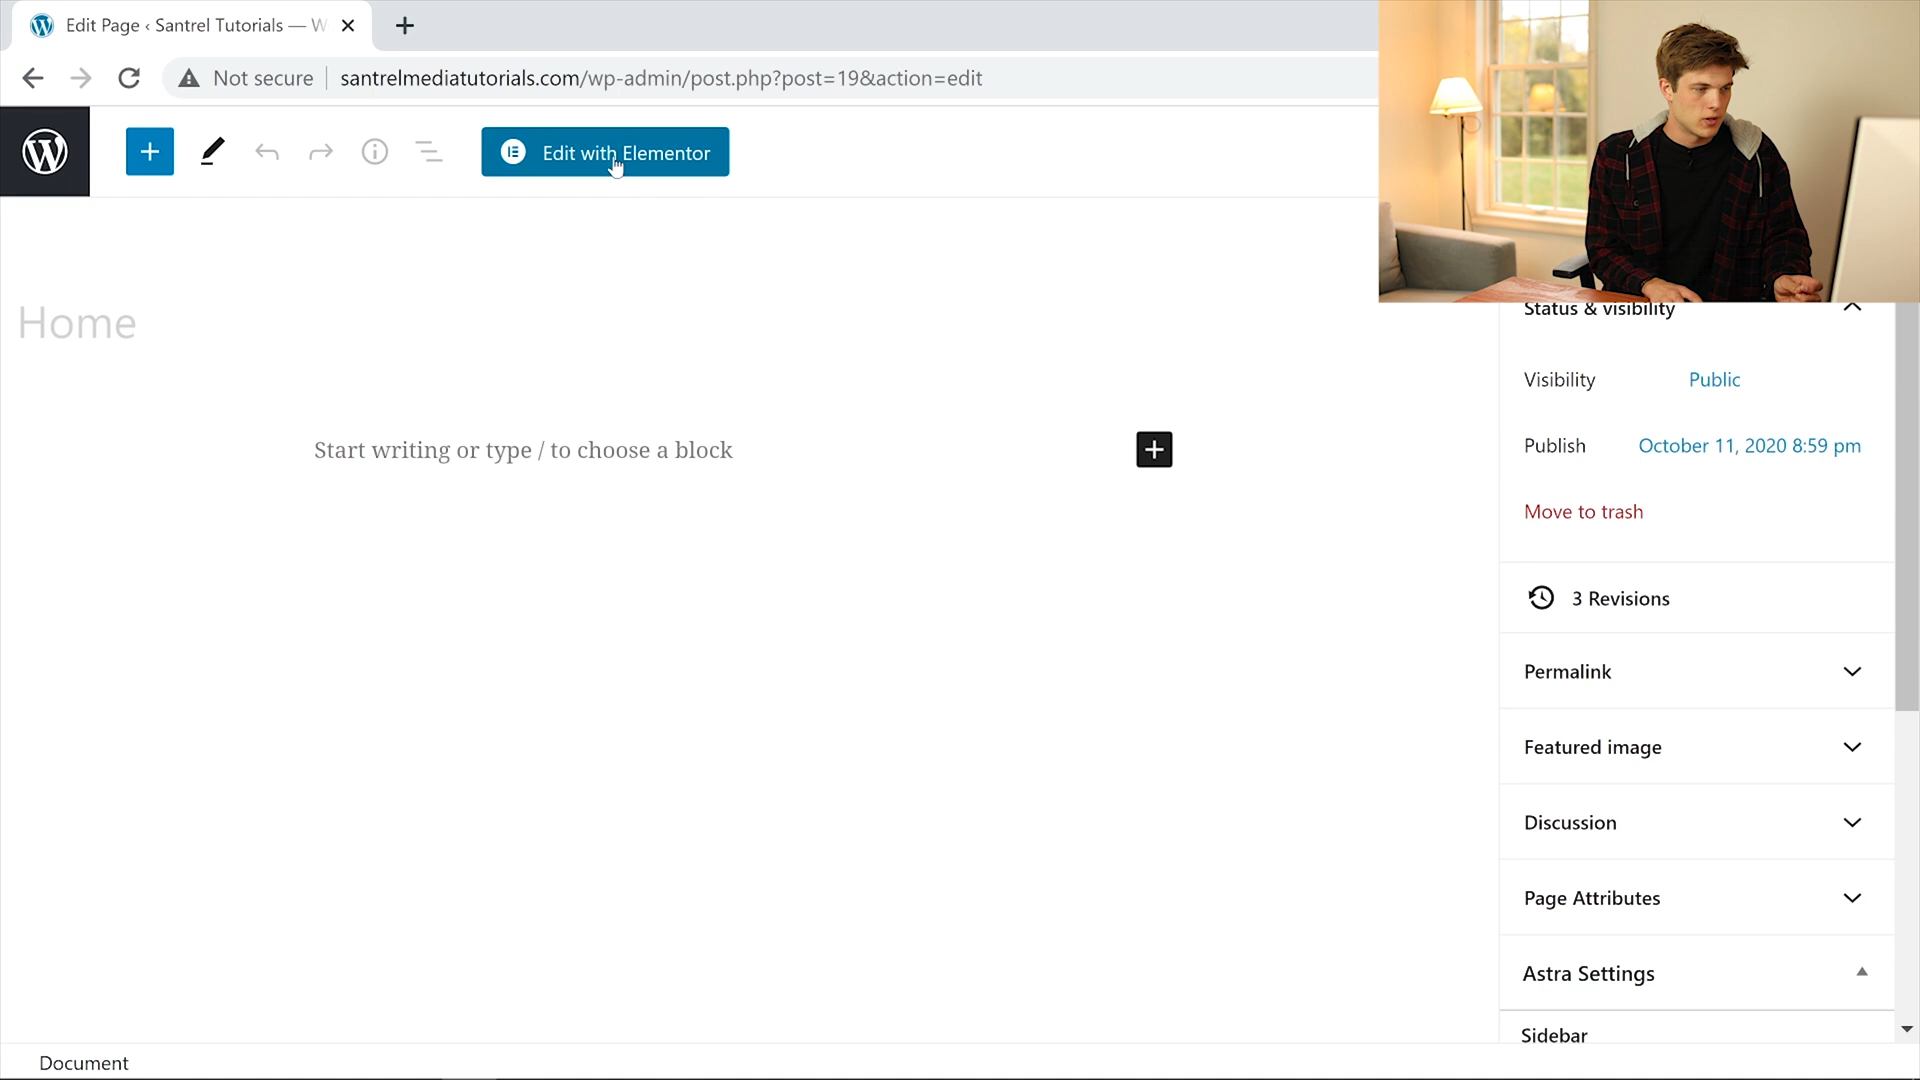 Edit Page ‹ Santrel Tutorials — W
Not secure
santrelmediatutorials.com/wp-admin/post.php?post=19&action=edit
Edit with Elementor
Home
Start writing or type / to choose a block
Status & visibility
Visibility Public
Publish October 11, 2020 8:59 pm
Move to trash
3 Revisions
Permalink
Featured image
Discussion
Page Attributes
Astra Settings
Sidebar
Document